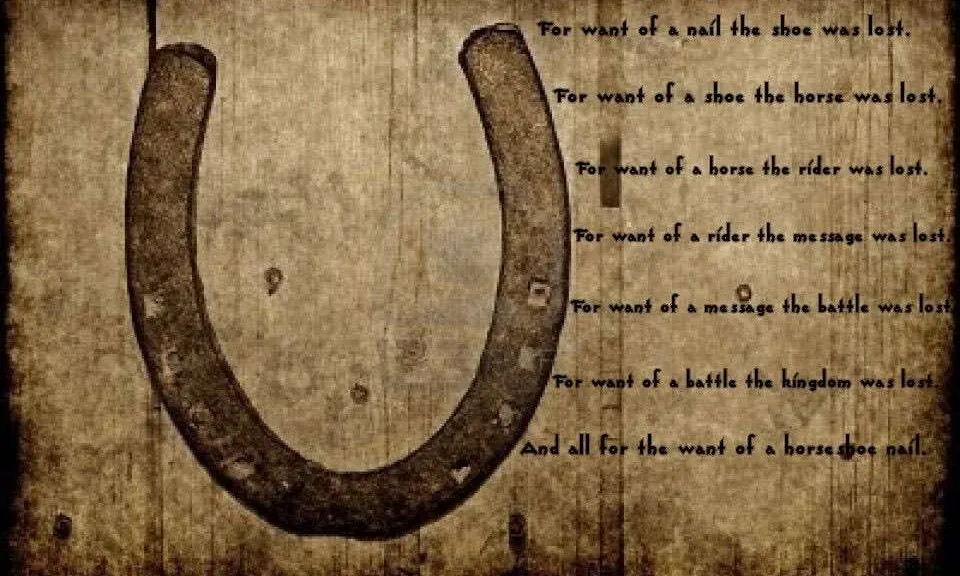 For want of a nail the shoe was lost.
For want of a shoe the horse was lost.
For want of a horse the rider was lost.
For want of a rider the message was lost.
For want of a message the battle was lost.
For want of a battle the kingdom was lost.
And all for the want of a horseshoe nail.